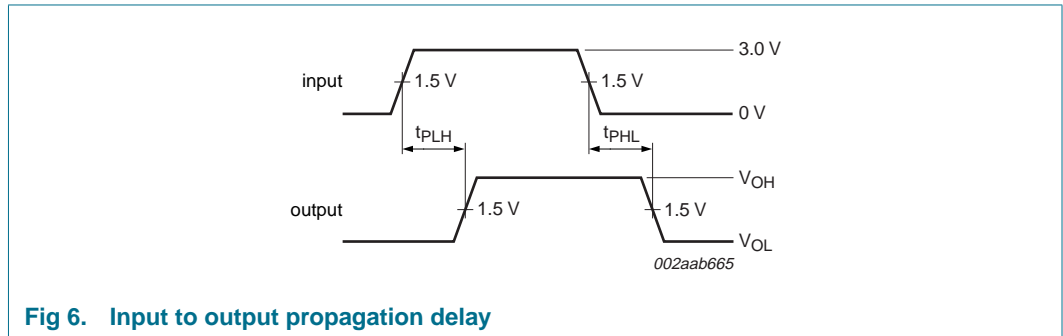 3.0 V
input 1.5 V 1.5 V
0 V
tPLH tPHL
VOH
output 1.5 V 1.5 V
VOL
002aab665
Fig 6. Input to output propagation delay